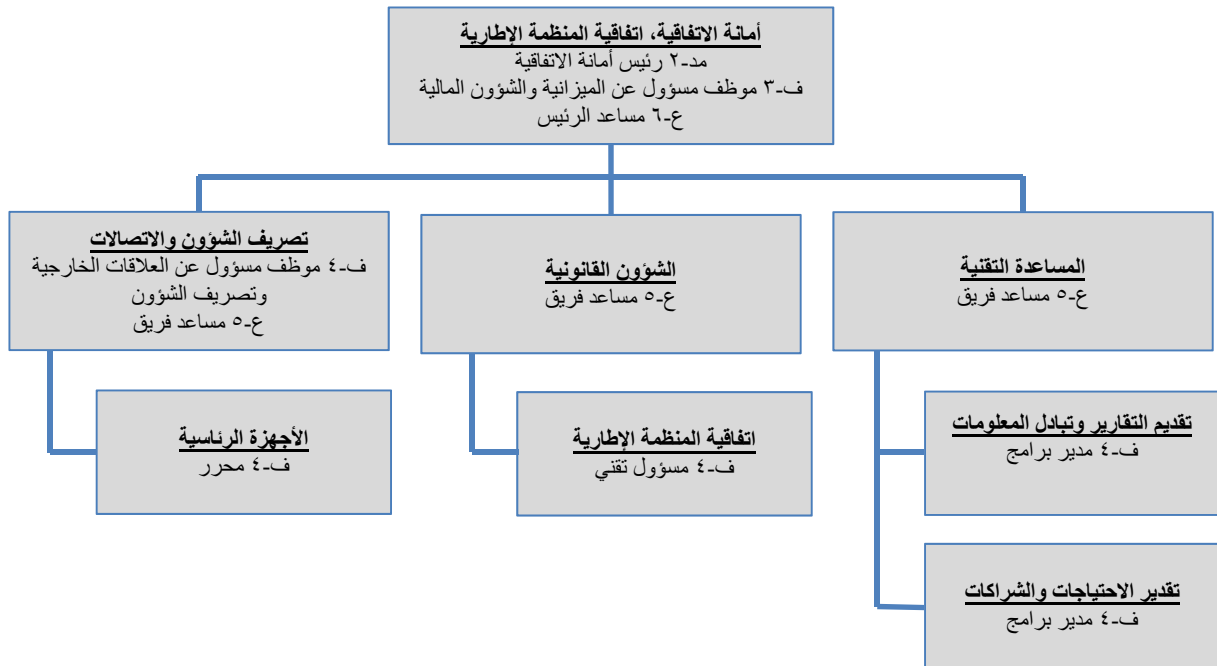 أمانة الاتفاقية، اتفاقية المنظمة الإطارية
مد-٢ رئيس أمانة الاتفاقية
ف-٣ موظف مسؤول عن الميزانية والشؤون المالية
ع-٦ مساعد الرئيس
المساعدة التقنية
ع-٥ مساعد فريق
الشؤون القانونية
ع-٥ مساعد فريق
تصريف الشؤون والاتصالات
ف-٤ موظف مسؤول عن العلاقات الخارجية
وتصريف الشؤون
ع-٥ مساعد فريق
تقديم التقارير وتبادل المعلومات
ف-٤ مدير برامج
اتفاقية المنظمة الإطارية
ف-٤ مسؤول تقني
الأجهزة الرئاسية
ف-٤ محرر
تقدير الاحتياجات والشراكات
ف-٤ مدير برامج